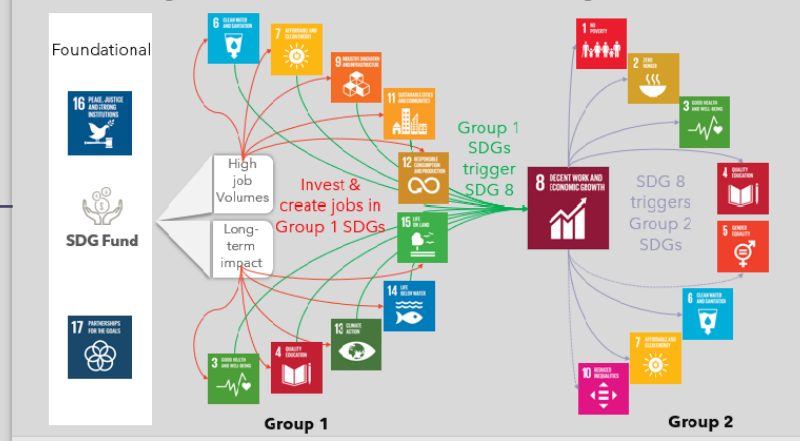 Foundational
16 PEACE, JUSTICE
AND STRONG
INSTITUTIONS
SDG Fund
17 PARTNERSHIPS
FOR THE GOALS
High
job
Volumes
Long-
term
impact
6 CLEAN WATER
AND SANITATION
7 AFFORDABLE AND
CLEAN ENERGY
9 INDUSTRY, INNOVATION
AND INFRASTRUCTURE
11 SUSTAINABLE CITIES
AND COMMUNITIES
12 RESPONSIBLE
CONSUMPTION
AND PRODUCTION
Invest &
create jobs in
Group 1 SDGs
15 LIFE
ON LAND
14 LIFE
BELOW WATER
13 CLIMATE
ACTION
4 QUALITY
EDUCATION
3 GOOD HEALTH
AND WELL-BEING
Group 1
Group 1
SDGs
trigger
SDG 8
8 DECENT WORK AND
ECONOMIC GROWTH
SDG 8
triggers
Group 2
SDGs
1 NO
POVERTY
2 ZERO
HUNGER
3 GOOD HEALTH
AND WELL-BEING
4 QUALITY
EDUCATION
5 GENDER
EQUALITY
6 CLEAN WATER
AND SANITATION
7 AFFORDABLE AND
CLEAN ENERGY
10 REDUCED
INEQUALITIES
Group 2